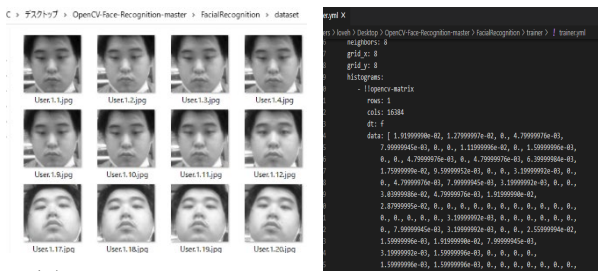 C > デスクトップ > OpenCV-Face-Recognition-master > FacialRecognition > dataset
User.1.1.jpg User.1.2.jpg User.1.3.jpg User.1.4.jpg
User.1.9.jpg User.1.10.jpg User.1.11.jpg User.1.12.jpg
User.1.17.jpg User.1.18.jpg User.1.19.jpg User.1.20.jpg
er.yml X
ers > loveh > Desktop > OpenCV-Face-Recognition-master > FacialRecognition > trainer > ! trainer.yml
neighbors: 8
grid_x: 8
grid_y: 8
histograms:
- !!opencv-matrix
rows: 1
cols: 16384
dt: f
data: [ 1.91999990e-02, 1.27999997e-02, 0., 4.79999976e-03,
7.99999945e-03, 0., 0., 1.11999996e-02, 0., 1.59999996e-03,
0., 0., 4.79999976e-03, 0., 4.79999976e-03, 6.39999984e-03,
1.75999999e-02, 9.59999952e-03, 0., 0., 3.19999992e-03, 0.,
0., 4.79999976e-03, 7.99999945e-03, 3.19999992e-03, 0., 0.,
3.03999986e-02, 4.79999976e-03, 1.91999990e-02,
2.87999995e-02, 0., 0., 0., 0., 0., 0., 0., 0., 0., 0.,
0., 0., 0., 0., 0., 3.19999992e-03, 0., 0., 0., 0., 0.,
0., 7.99999945e-03, 3.19999992e-03, 0., 0., 2.55999994e-02,
1.59999996e-03, 1.91999990e-02, 7.99999945e-03,
3.19999992e-03, 1.59999996e-03, 0., 0., 0., 0.,
1.59999996e-03, 1.59999996e-03, 0., 0., 0., 0., 0., 0.,